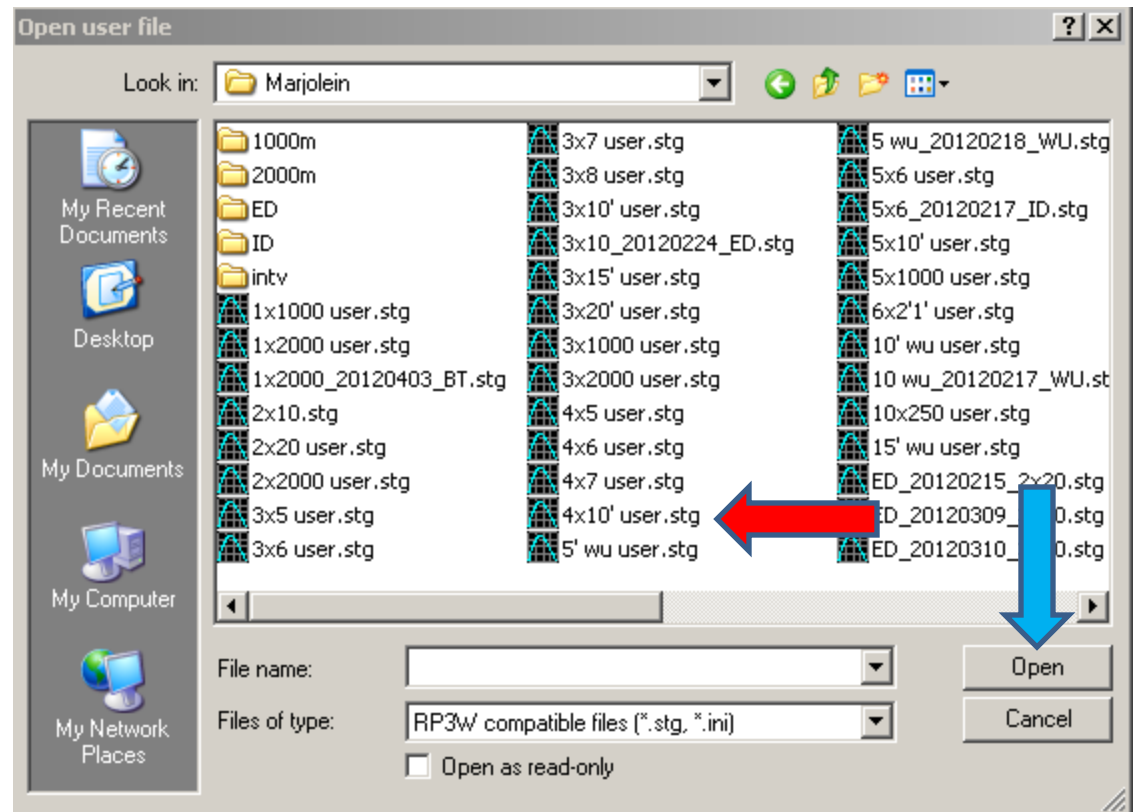 Open user file
Look in: Marjolein
My Recent
Documents
Desktop
My Documents
My Computer
My Network
Places
1000m
2000m
ED
ID
intv
1x1000 user.stg
1x2000 user.stg
1x2000_20120403_BT.stg
2x10.stg
2x20 user.stg
2x2000 user.stg
3x5 user.stg
3x6 user.stg
3x7 user.stg
3x8 user.stg
3x10' user.stg
3x10_20120224_ED.stg
3x15' user.stg
3x20' user.stg
3x1000 user.stg
3x2000 user.stg
4x5 user.stg
4x6 user.stg
4x7 user.stg
4x10' user.stg
5' wu user.stg
5 wu_20120218_WU.stg
5x6 user.stg
5x6_20120217_ID.stg
5x10' user.stg
5x1000 user.stg
6x2'1' user.stg
10' wu user.stg
10 wu_20120217_WU.st
10x250 user.stg
15' wu user.stg
ED_20120215_2x20.stg
ED_20120309_ 0.stg
ED_20120310_ 0.stg
File name:
Open
Files of type: RP3W compatible files (*.stg, *.ini)
Cancel
Open as read-only